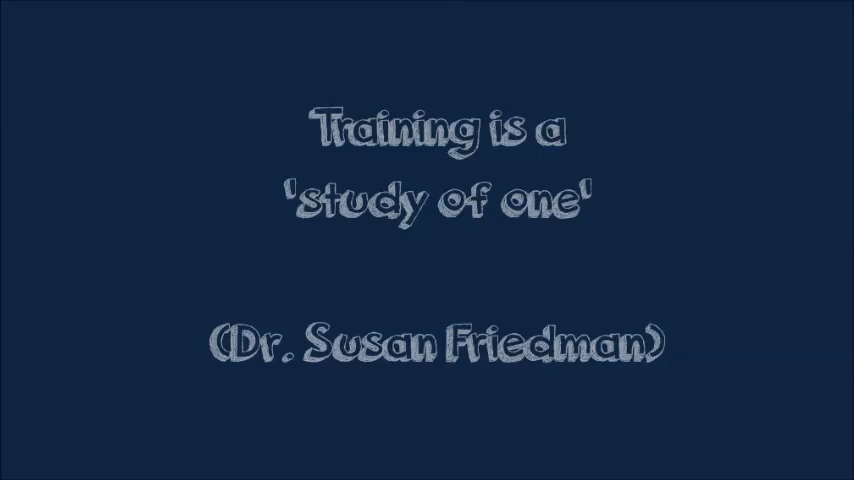 Training is a
'study of one'
(Dr. Susan Friedman)